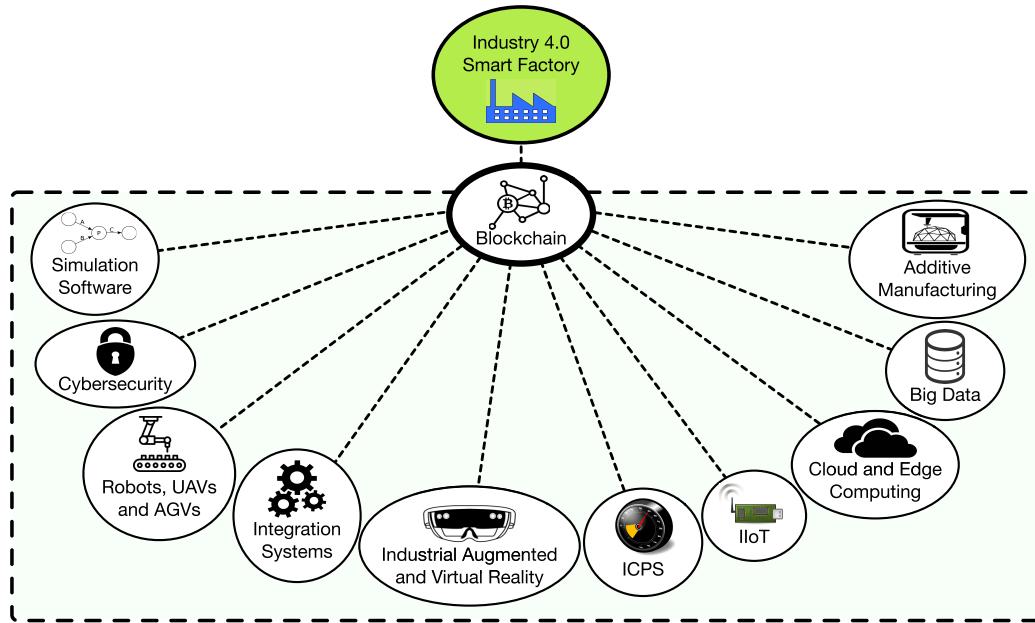 Industry 4.0
Smart Factory
Blockchain
A
B
P
C
Simulation
Software
Additive
Manufacturing
Cybersecurity
Big Data
Robots, UAVs
and AGVs
Cloud and Edge
Computing
Integration
Systems
Industrial Augmented
and Virtual Reality
ICPS
IIoT